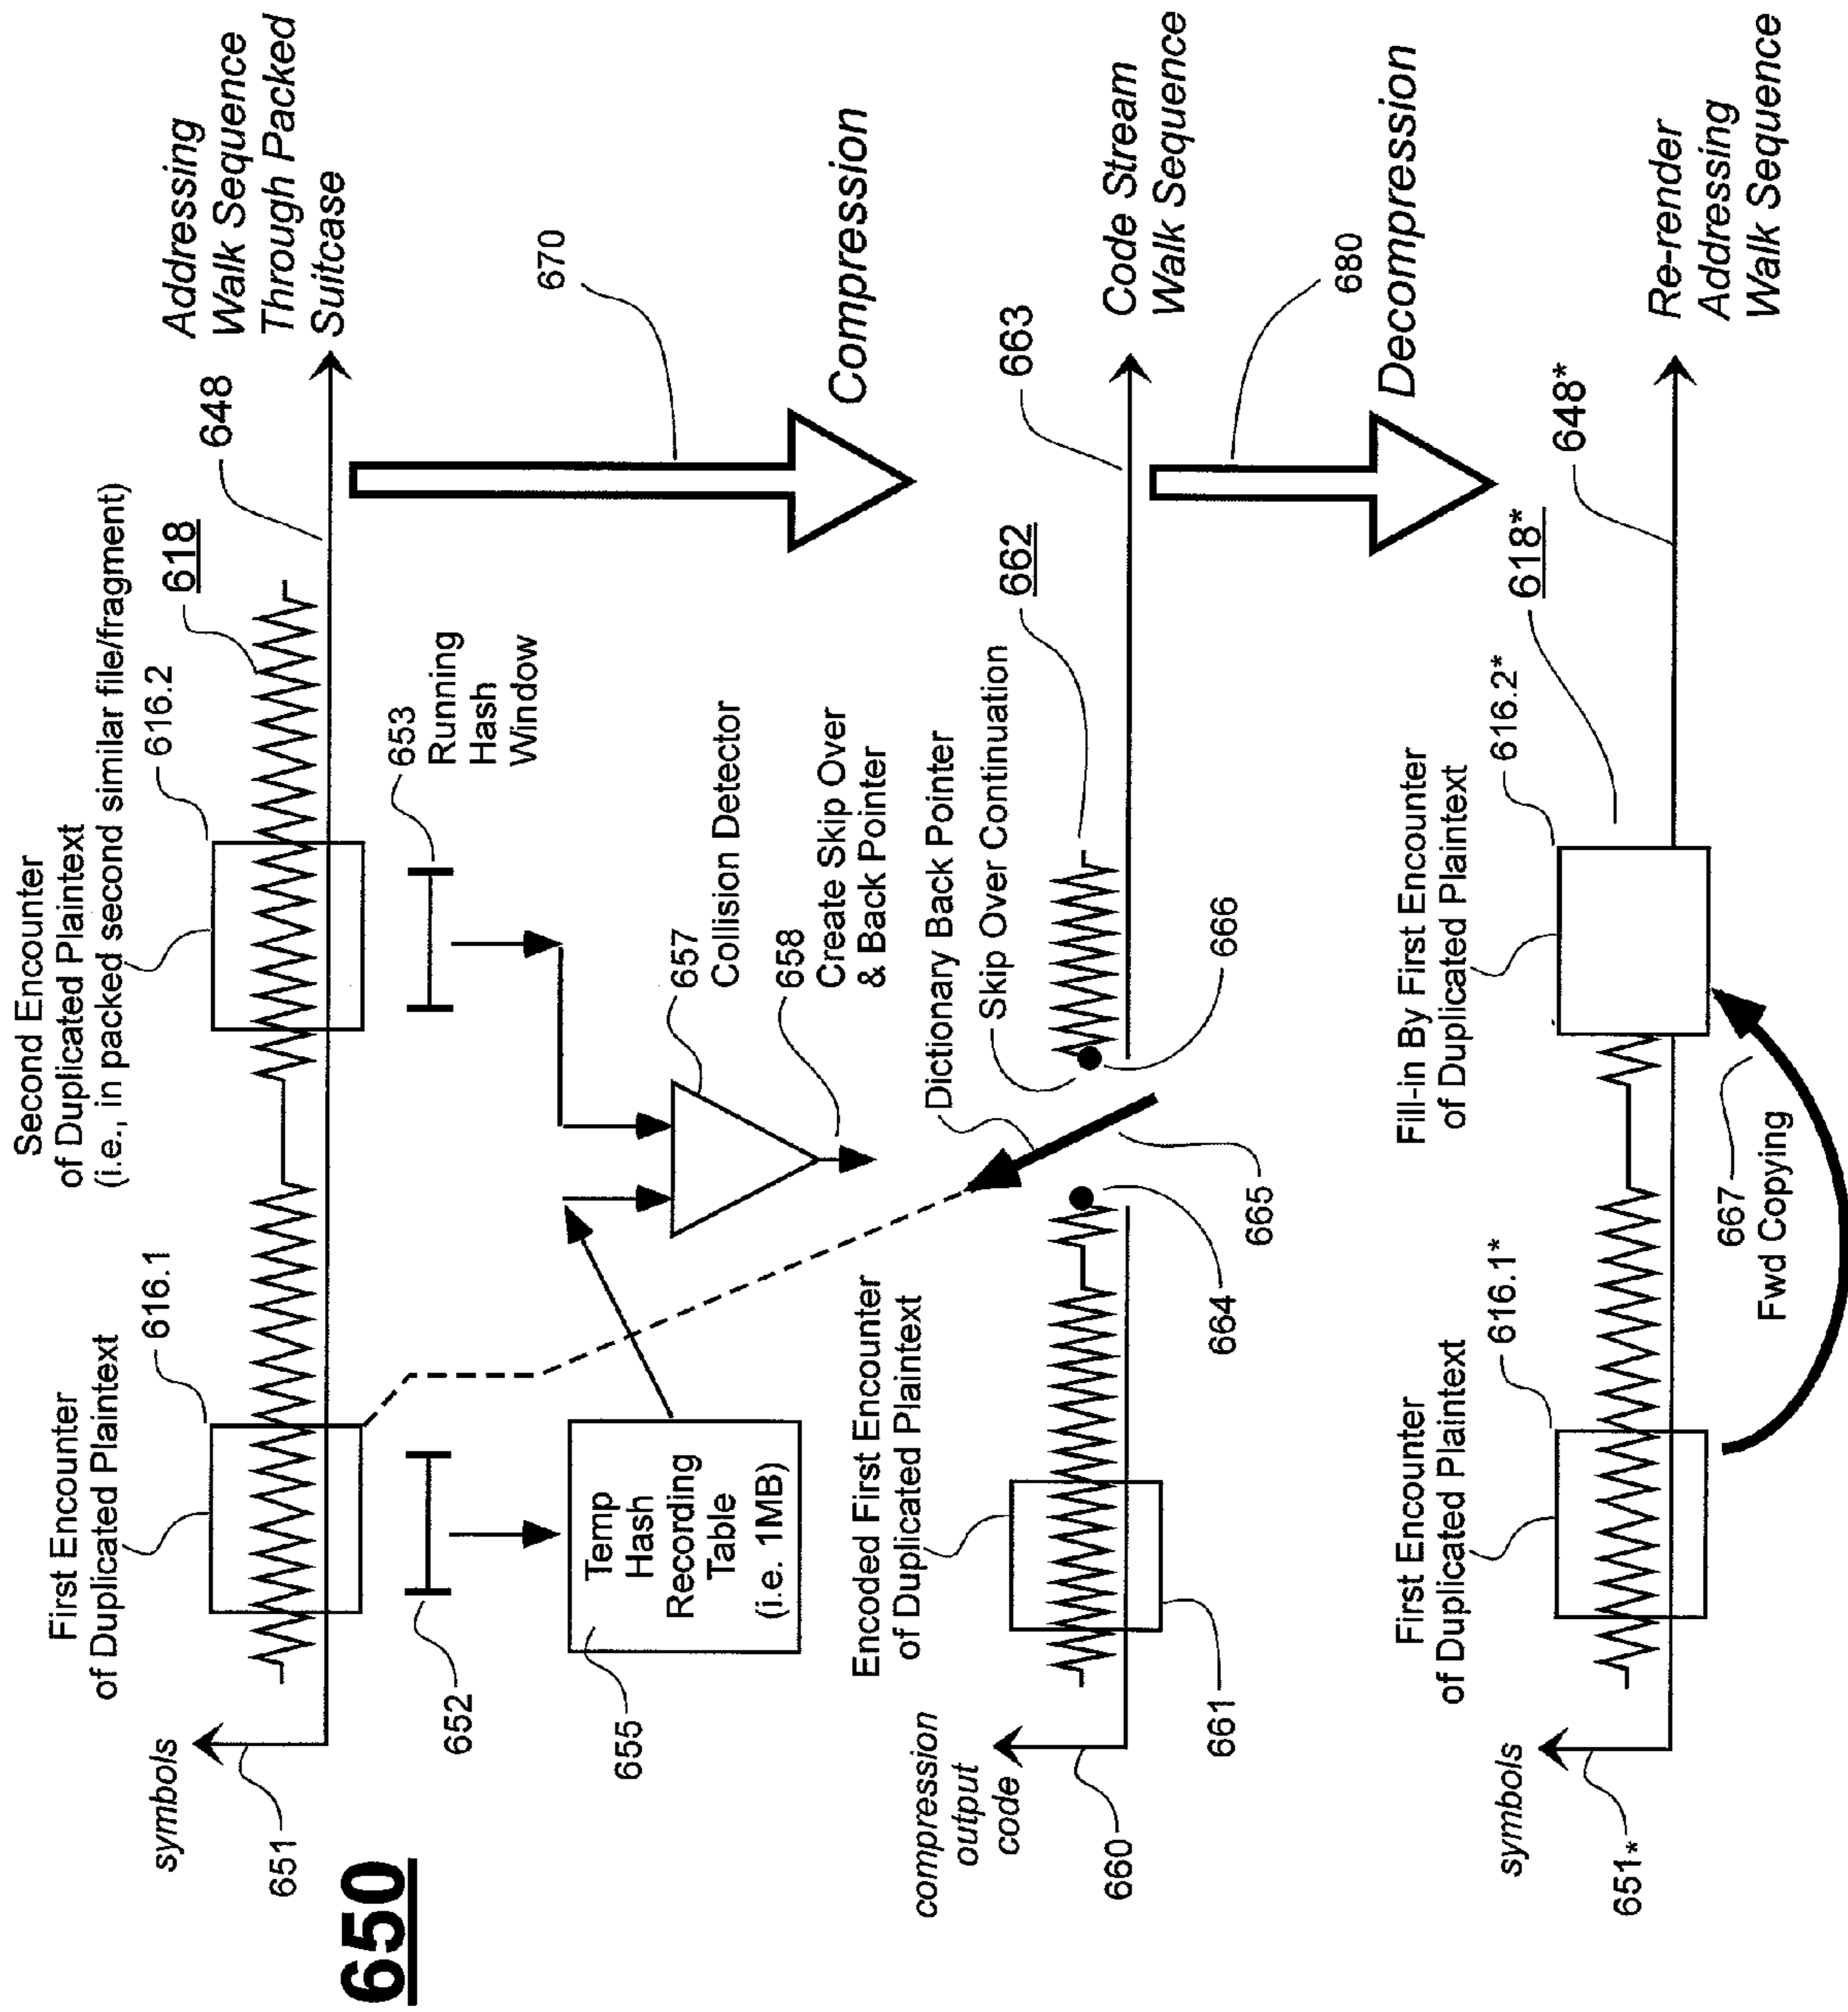 650
symbols
651
First Encounter
of Duplicated Plaintext
616.1
Second Encounter
of Duplicated Plaintext
(i.e., in packed second similar file/fragment)
616.2
618
648
Addressing
Walk Sequence
Through Packed
Suitcase
652
653
Running
Hash
Window
655
Temp
Hash
Recording
Table
(i.e. 1MB)
657
Collision Detector
658
Create Skip Over
& Back Pointer
670
Compression
compression
output
code
660
Encoded First Encounter
of Duplicated Plaintext
661
664
Dictionary Back Pointer
Skip Over Continuation
665
666
662
663
Code Stream
Walk Sequence
680
Decompression
symbols
651*
First Encounter
of Duplicated Plaintext
616.1*
667
Fwd Copying
Fill-in By First Encounter
of Duplicated Plaintext
616.2*
618*
648*
Re-render
Addressing
Walk Sequence